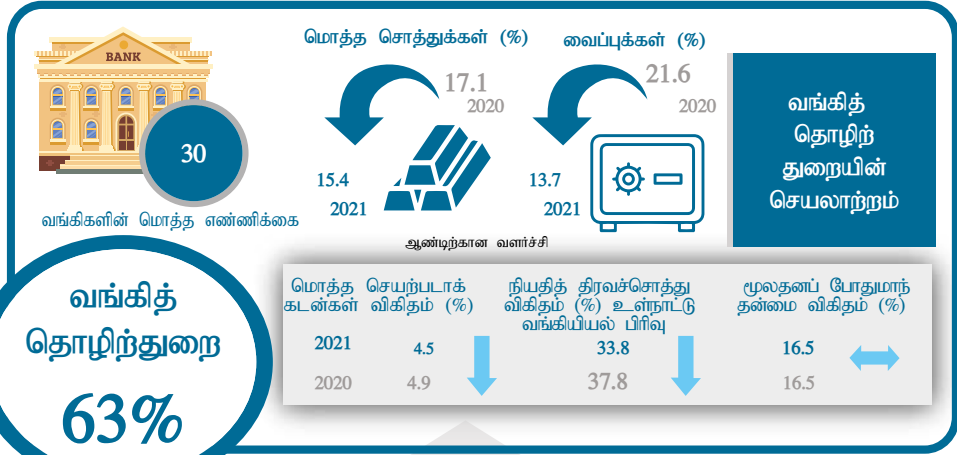 BANK
30
வங்கிகளின் மொத்த எண்ணிக்கை
மொத்த சொத்துக்கள் (%)
17.1
2020
15.4
2021
வைப்புக்கள் (%)
21.6
2020
13.7
2021
ஆண்டிற்கான வளர்ச்சி
வங்கித்
தொழிற்
துறையின்
செயலாற்றம்
வங்கித்
தொழிற்துறை
63%
மொத்த செயற்படாக்
கடன்கள் விகிதம் (%)
நியதித் திரவச்சொத்து
விகிதம் (%) உள்நாட்டு
வங்கியியல் பிரிவு
மூலதனப் போதுமாந்
தன்மை விகிதம் (%)
2021 4.5 33.8 16.5
2020 4.9 37.8 16.5